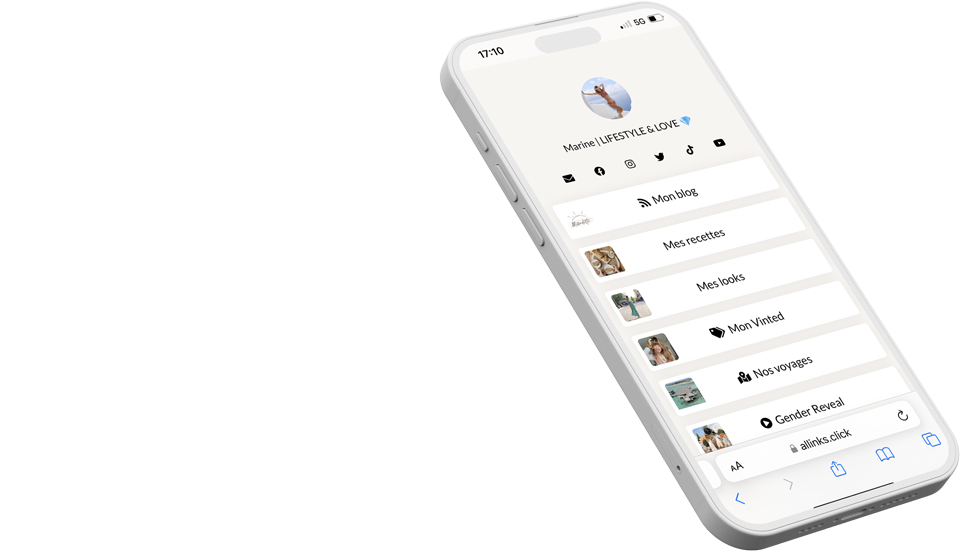 17:10
5G
Marine | LIFESTYLE & LOVE 💎
Mon blog
Mes recettes
Mes looks
Mon Vinted
Nos voyages
Gender Reveal
AA
allinks.click